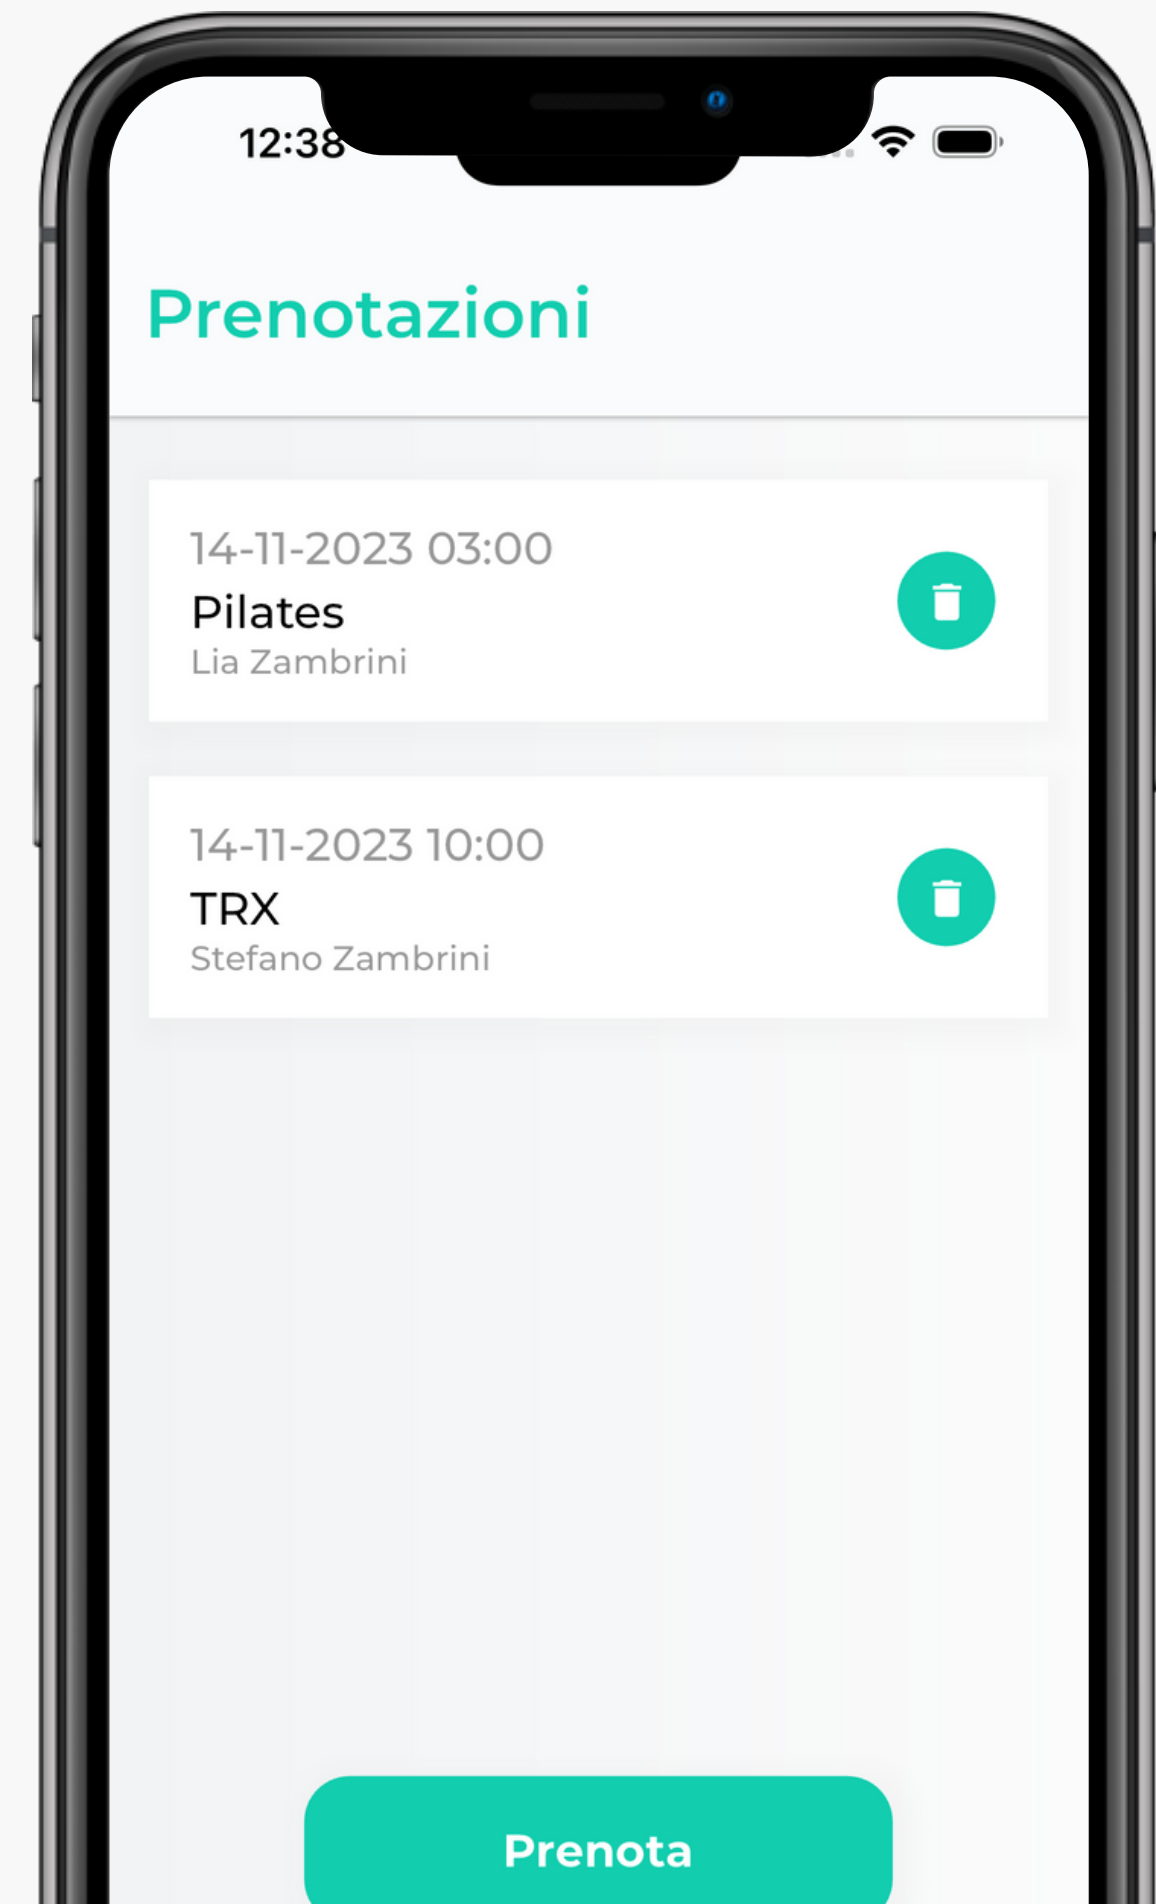 12:38
Prenotazioni
14-11-2023 03:00
Pilates
Lia Zambrini
14-11-2023 10:00
TRX
Stefano Zambrini
Prenota